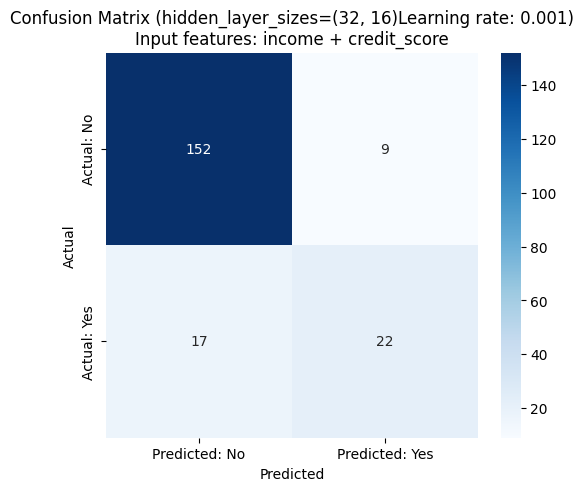 Confusion Matrix (hidden_layer_sizes=(32, 16)Learning rate: 0.001)
Input features: income + credit_score
Actual: No
152
9
140
120
100
80
60
40
20
Actual
Actual: Yes
17
22
Predicted: No
Predicted: Yes
Predicted